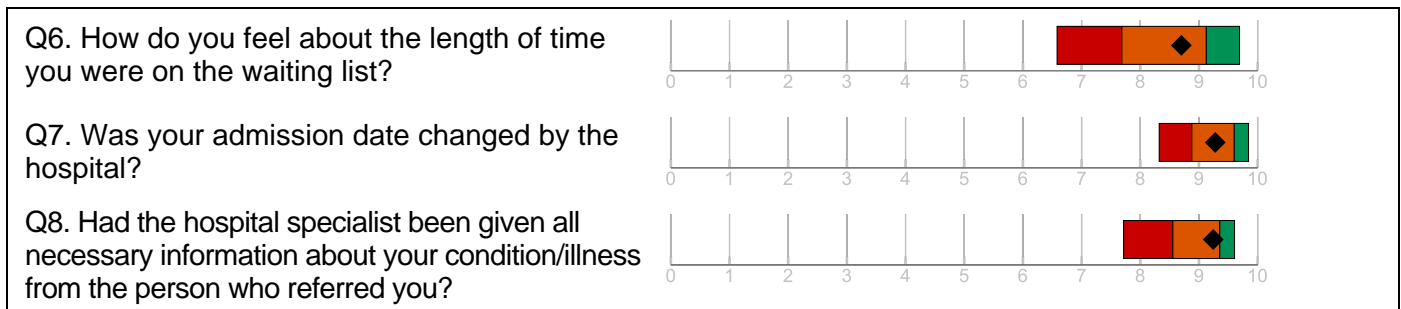 Q6. How do you feel about the length of time
you were on the waiting list?
0 1 2 3 4 5 6 7 8 9 10
Q7. Was your admission date changed by the
hospital?
0 1 2 3 4 5 6 7 8 9 10
Q8. Had the hospital specialist been given all
necessary information about your condition/illness
from the person who referred you?
0 1 2 3 4 5 6 7 8 9 10